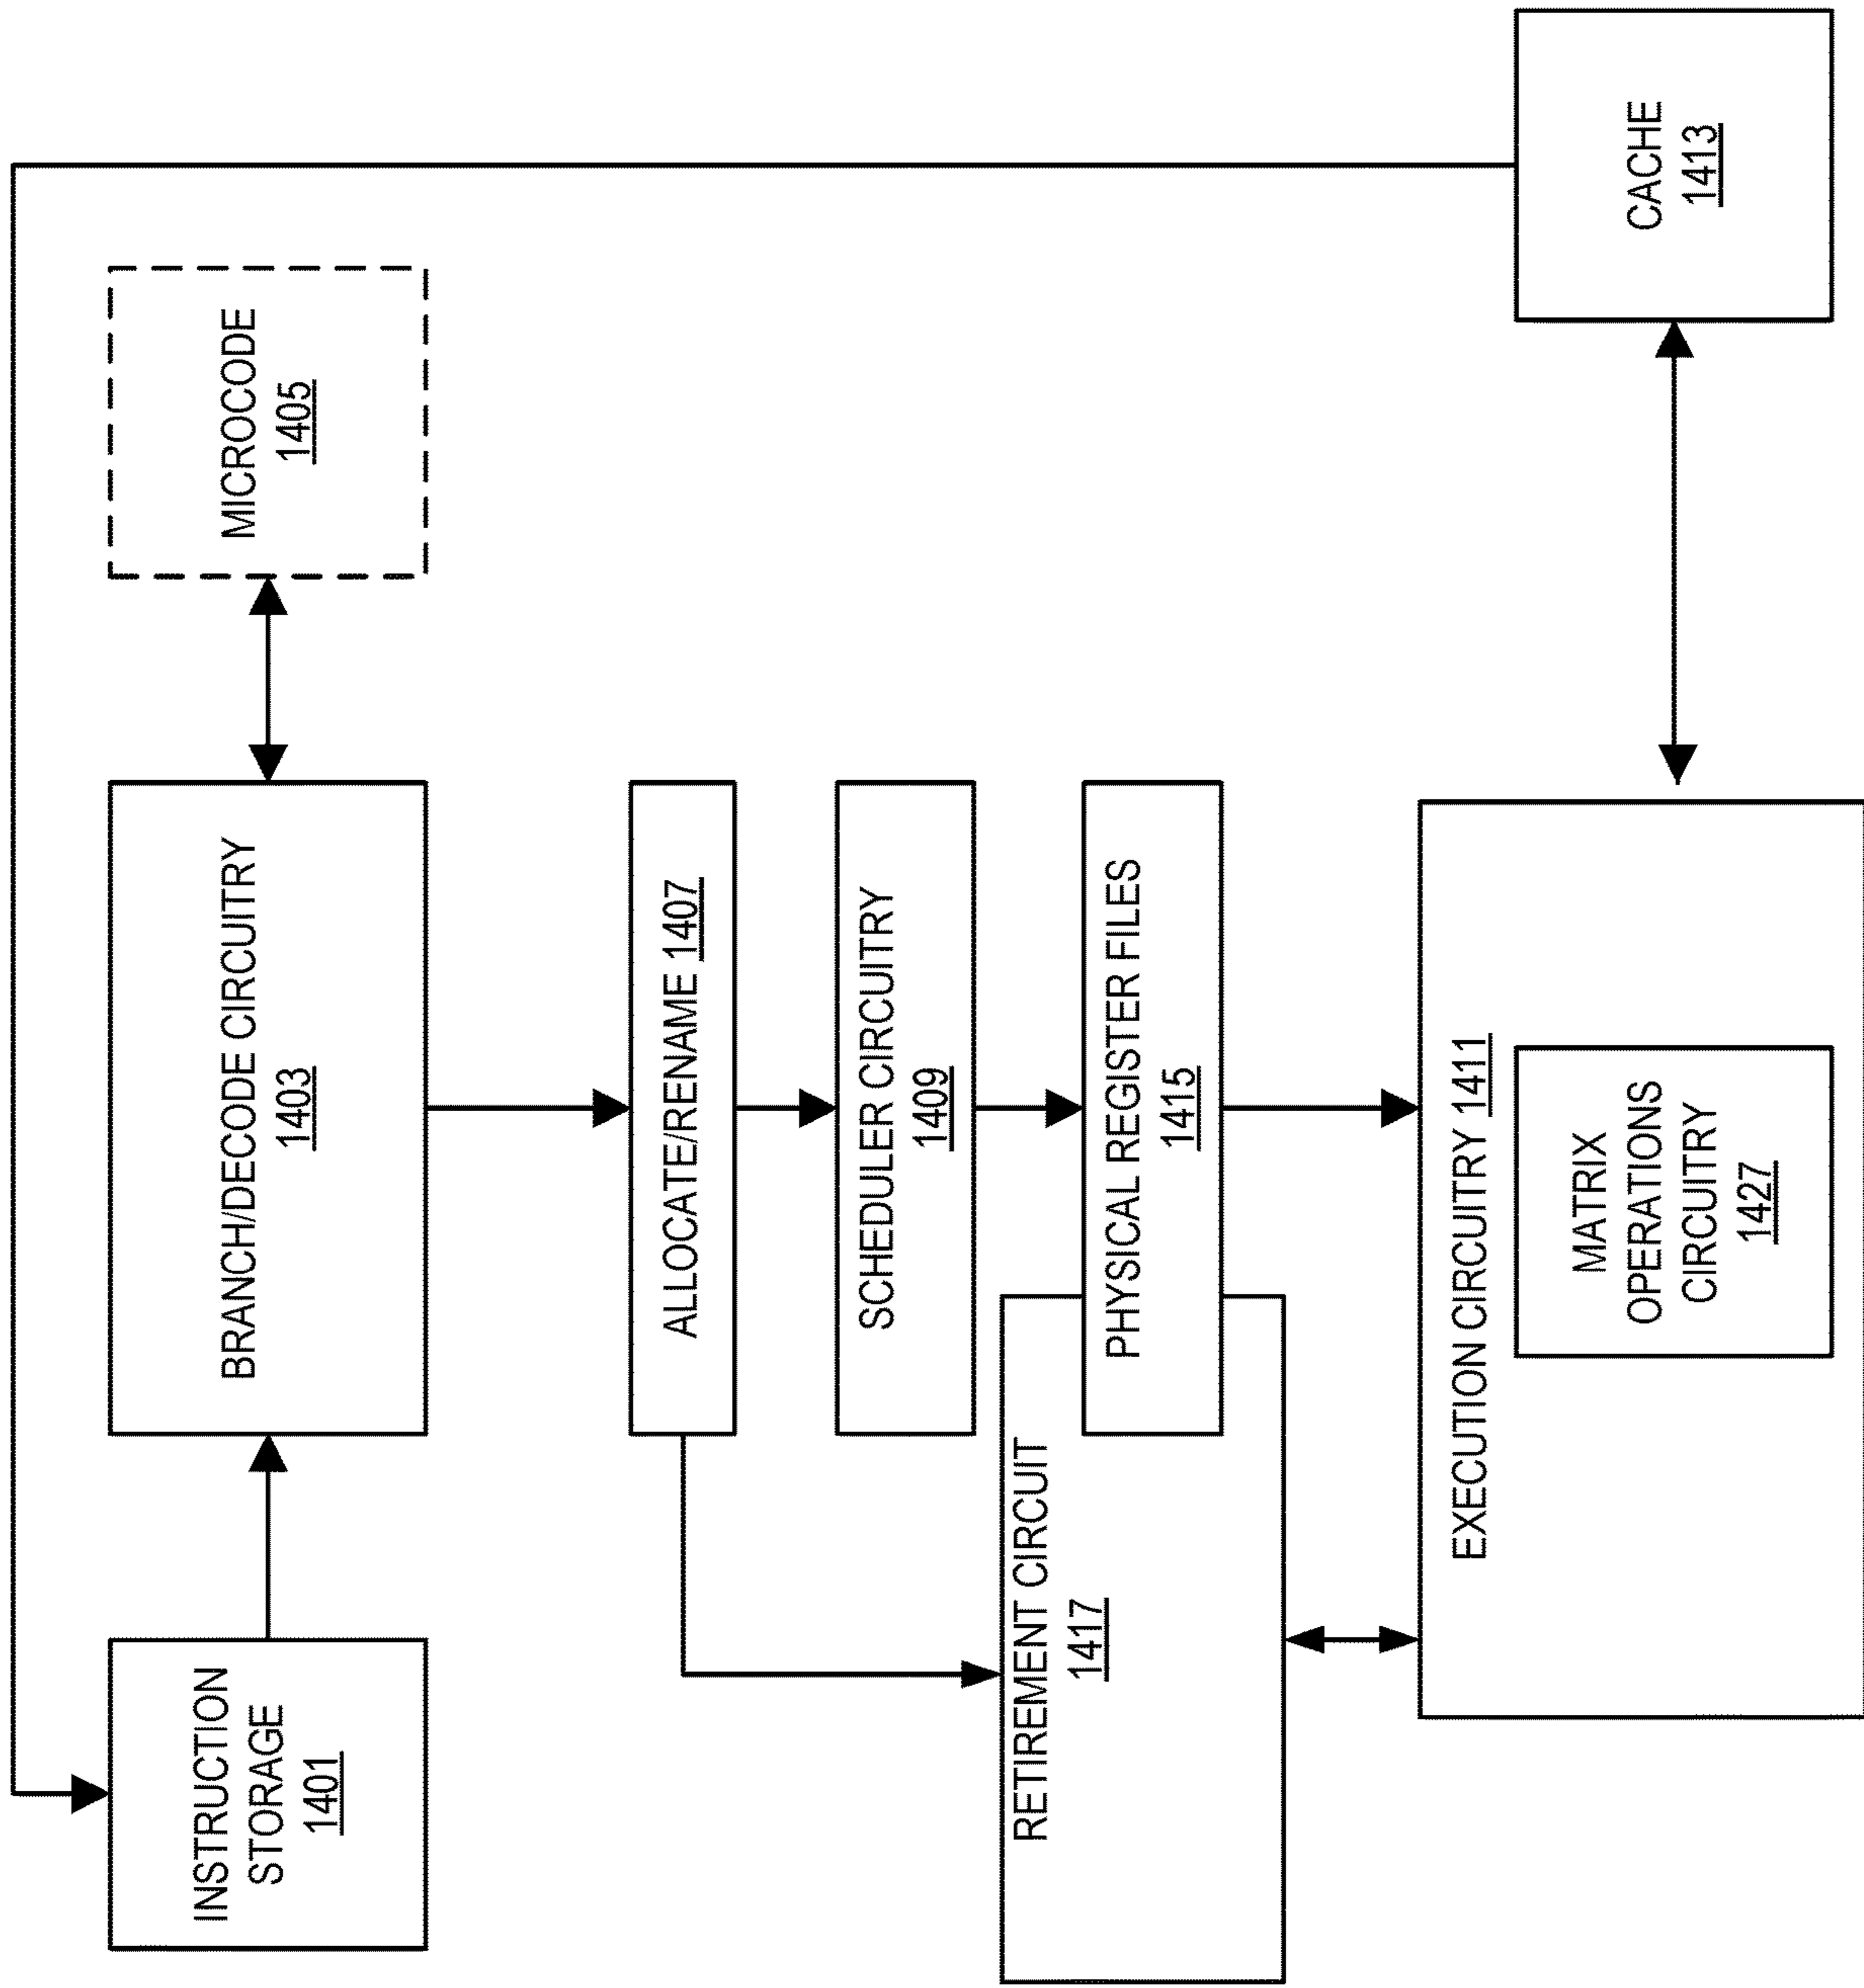 INSTRUCTION
STORAGE
1401
BRANCH/DECODE CIRCUITRY
1403
MICROCODE
1405
ALLOCATE/RENAME 1407
SCHEDULER CIRCUITRY
1409
RETIREMENT CIRCUIT
1417
PHYSICAL REGISTER FILES
1415
EXECUTION CIRCUITRY 1411
MATRIX
OPERATIONS
CIRCUITRY
1427
CACHE
1413